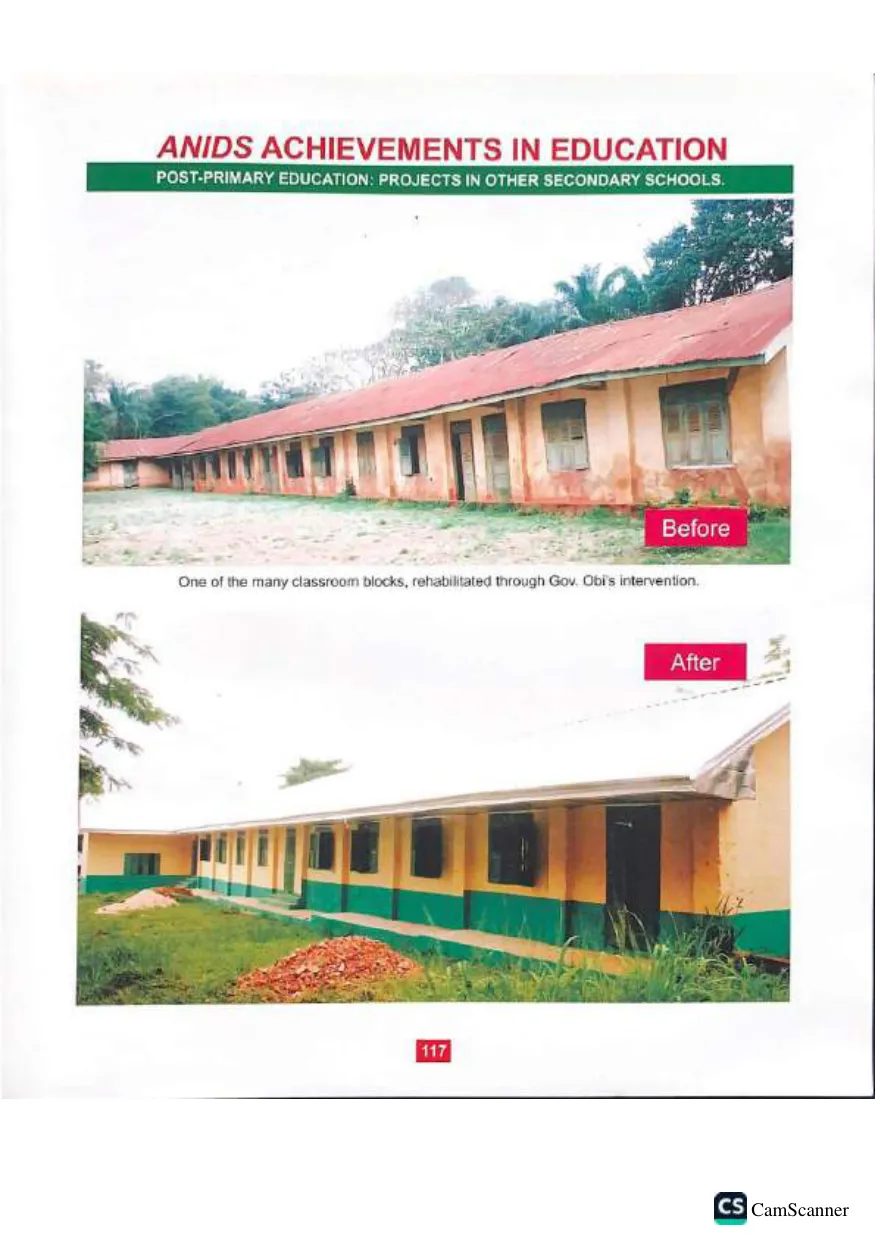 ANIDS ACHIEVEMENTS IN EDUCATION
POST-PRIMARY EDUCATION: PROJECTS IN OTHER SECONDARY SCHOOLS.
Before
One of the many classroom blocks, rehabilitated through Gov. Obi's intervention.
After
117
CS CamScanner